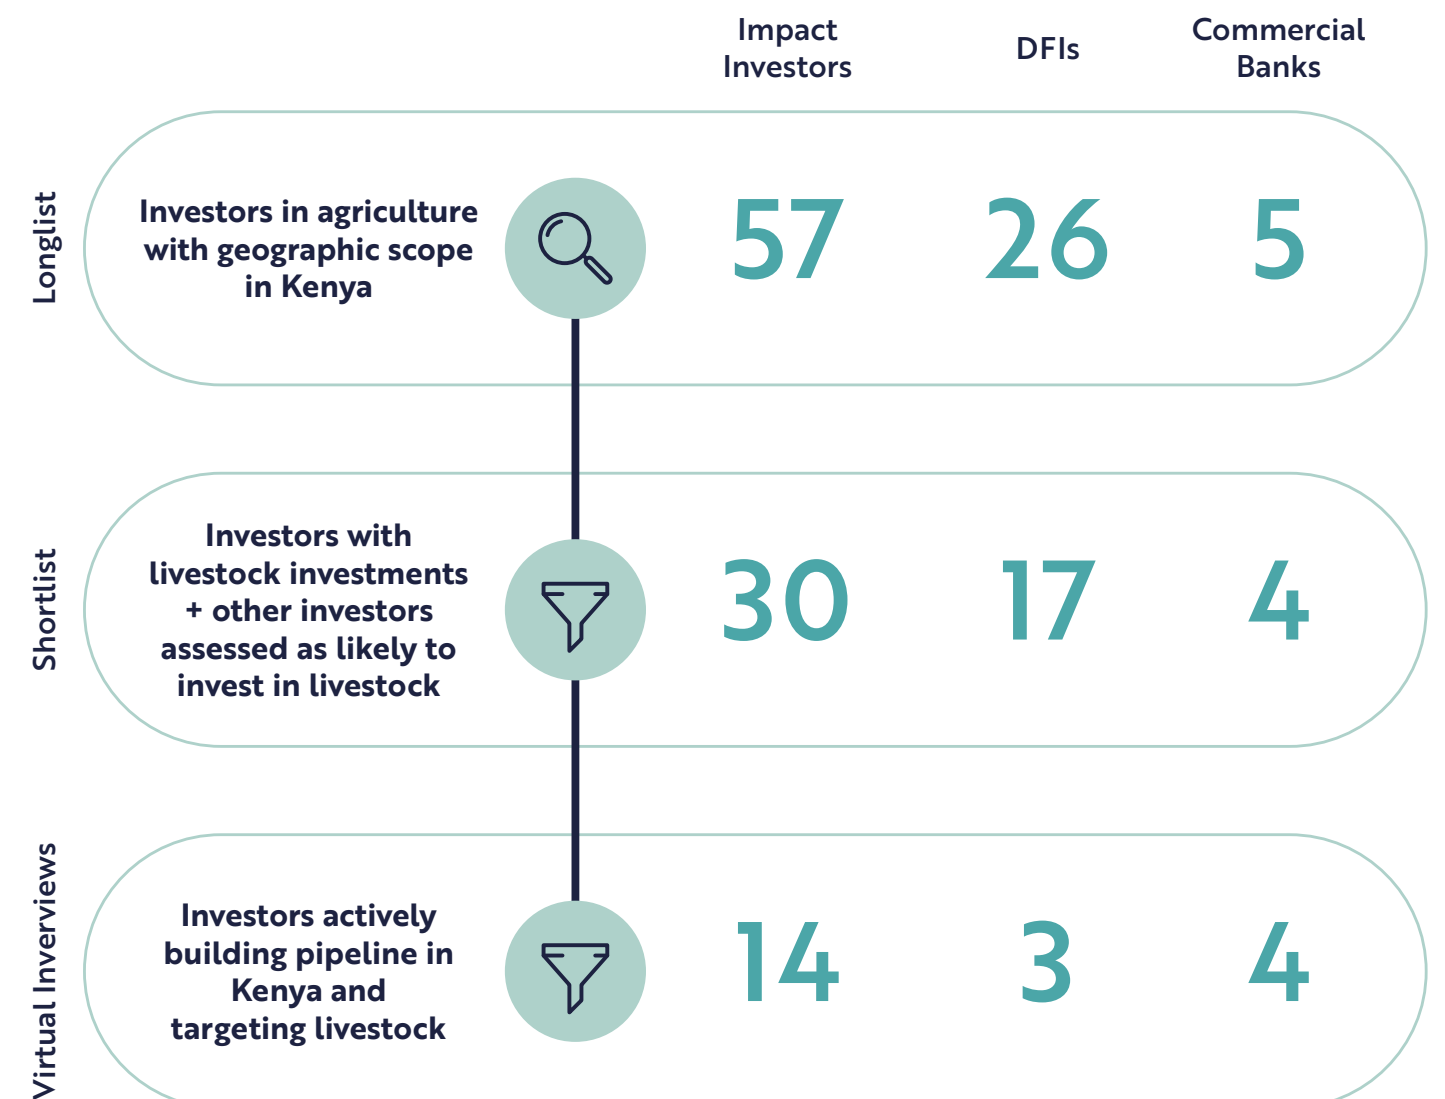 Impact
Investors
DFIs
Commercial
Banks
Longlist
Investors in agriculture
with geographic scope
in Kenya
57
26
5
Shortlist
Investors with
livestock investments
+ other investors
assessed as likely to
invest in livestock
30
17
4
Virtual Inverviews
Investors actively
building pipeline in
Kenya and
targeting livestock
14
3
4